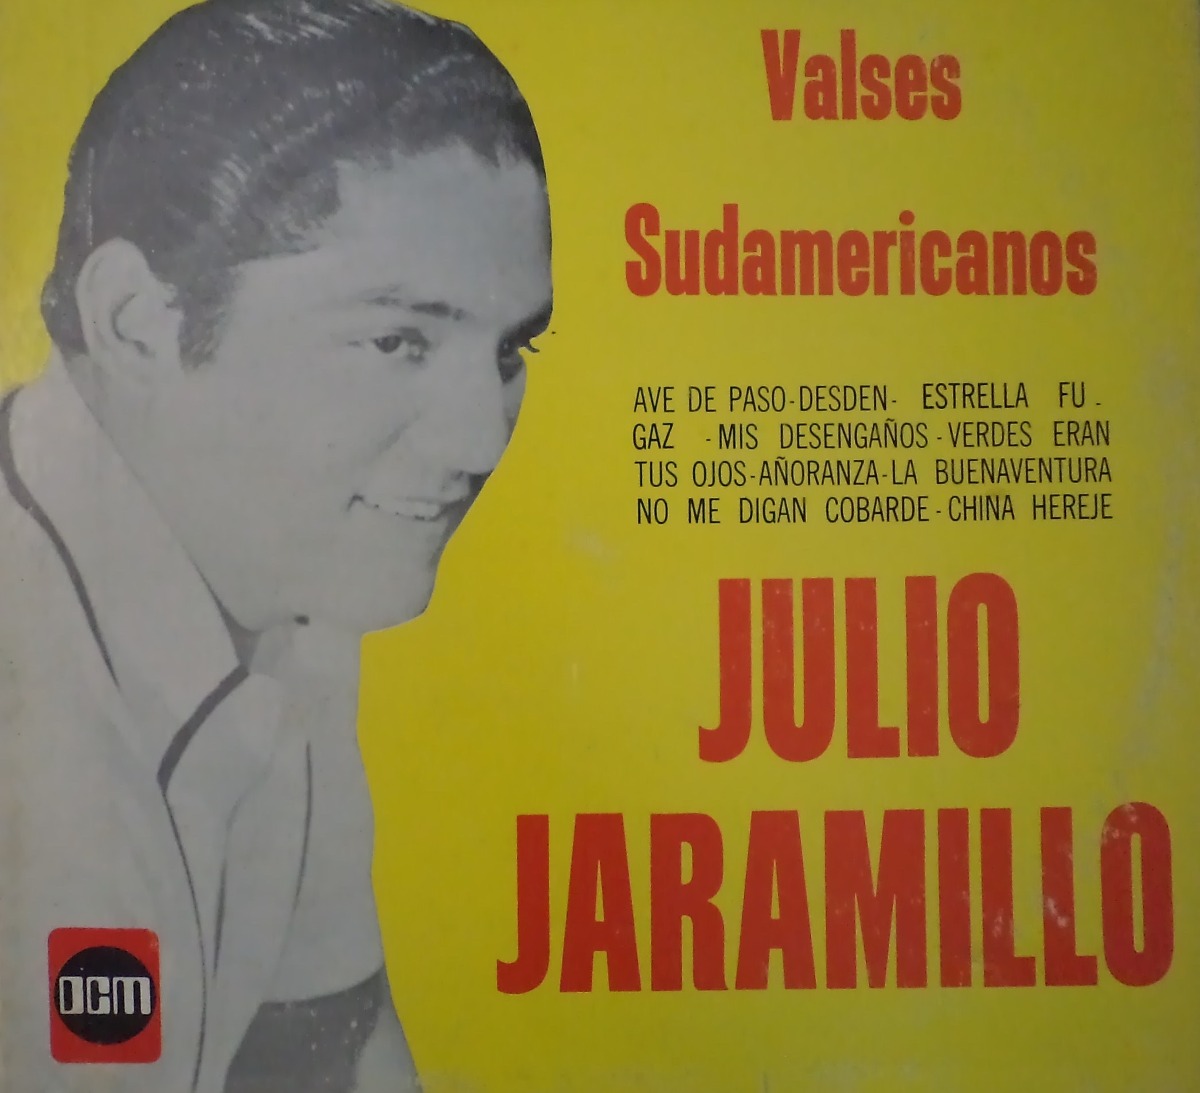 Valses
Sudamericanos
AVE DE PASO-DESDEN- ESTRELLA FU-
GAZ -MIS DESENGAÑOS-VERDES ERAN
TUS OJOS-AÑORANZA-LA BUENAVENTURA
NO ME DIGAN COBARDE-CHINA HEREJE
JULIO
JARAMILLO
DCM